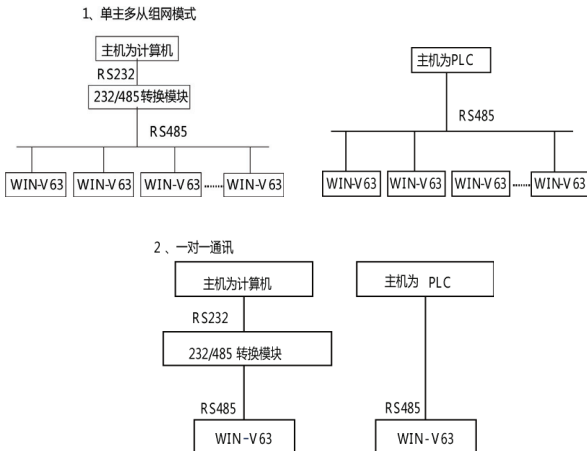 1、单主多从组网模式
主机为计算机
RS232
232/485转换模块
RS485
WIN-V63 WIN-V63 WIN-V63 ...... WIN-V63
主机为PLC
RS485
WIN-V63 WIN-V63 WIN-V63 ...... WIN-V63
2 、一对一通讯
主机为计算机
RS232
232/485 转换模块
RS485
WIN-V63
主机为 PLC
RS485
WIN-V63